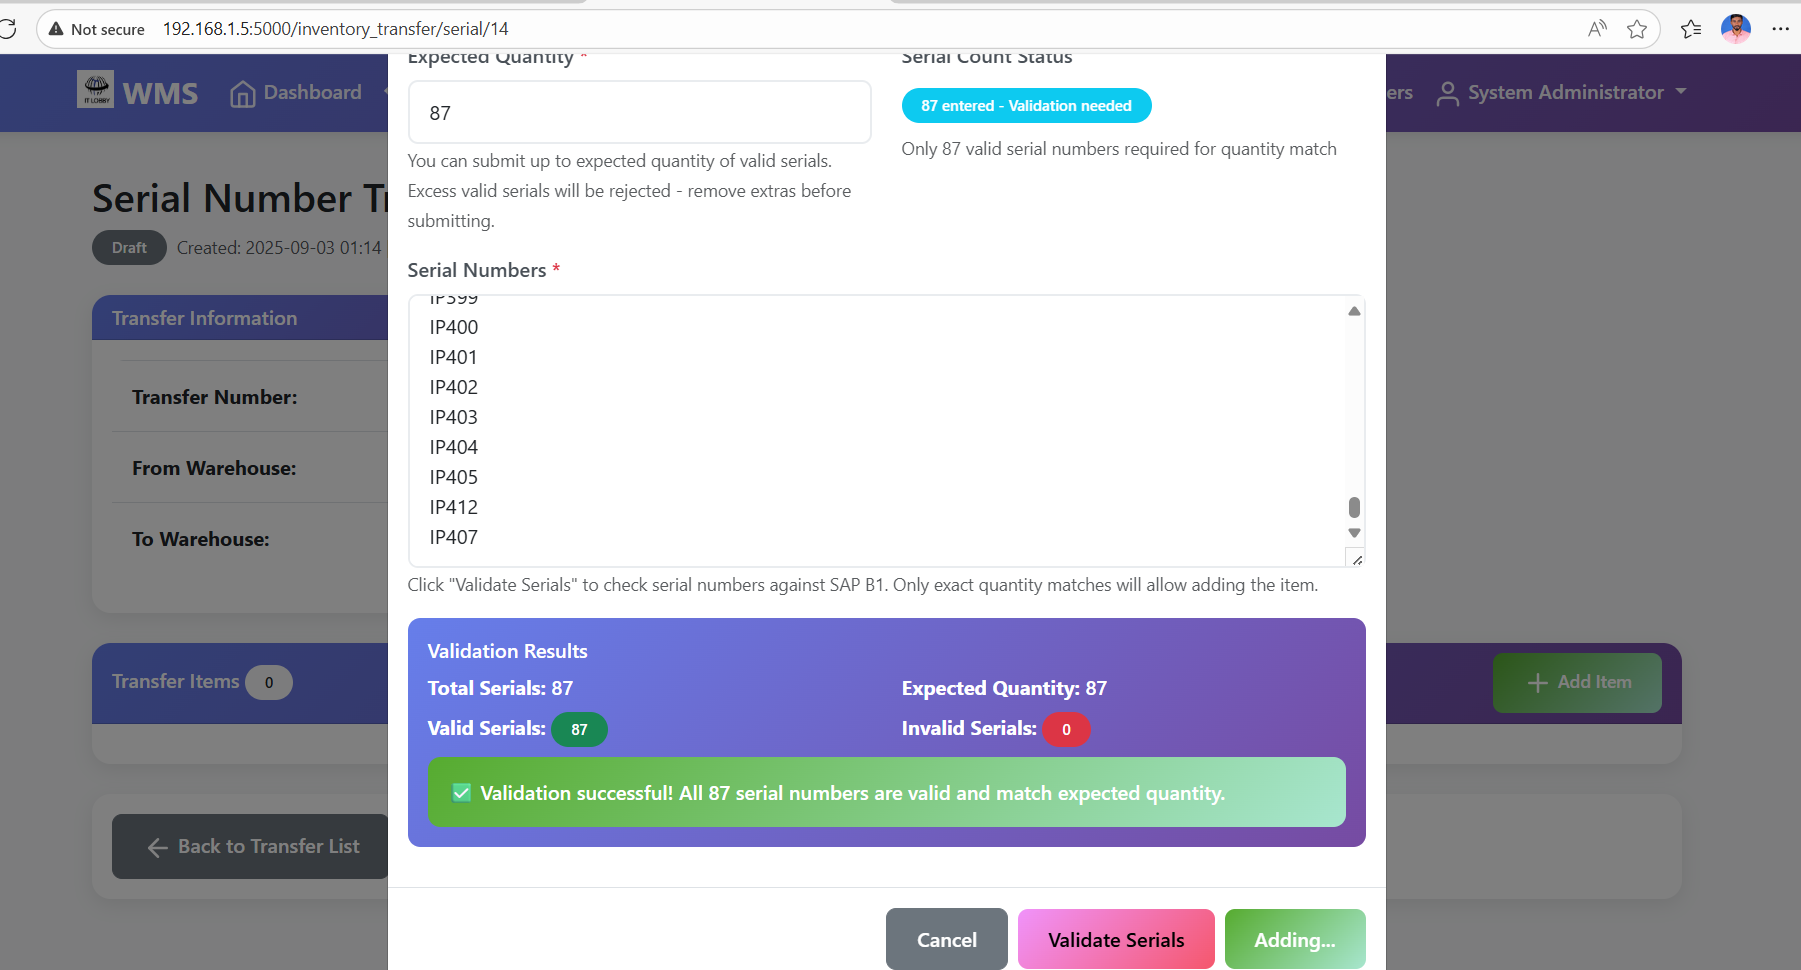 Not secure 192.168.1.5:5000/inventory_transfer/serial/14
IT LOBBY WMS Dashboard
ers System Administrator
Serial Number Tr
Draft Created: 2025-09-03 01:14
Transfer Information
Transfer Number:
From Warehouse:
To Warehouse:
Transfer Items 0
Add Item
Back to Transfer List
Expected Quantity *
87
You can submit up to expected quantity of valid serials.
Excess valid serials will be rejected - remove extras before
submitting.
Serial Count Status
87 entered - Validation needed
Only 87 valid serial numbers required for quantity match
Serial Numbers *
IP399
IP400
IP401
IP402
IP403
IP404
IP405
IP412
IP407
Click "Validate Serials" to check serial numbers against SAP B1. Only exact quantity matches will allow adding the item.
Validation Results
Total Serials: 87
Expected Quantity: 87
Valid Serials: 87
Invalid Serials: 0
✅ Validation successful! All 87 serial numbers are valid and match expected quantity.
Cancel
Validate Serials
Adding...